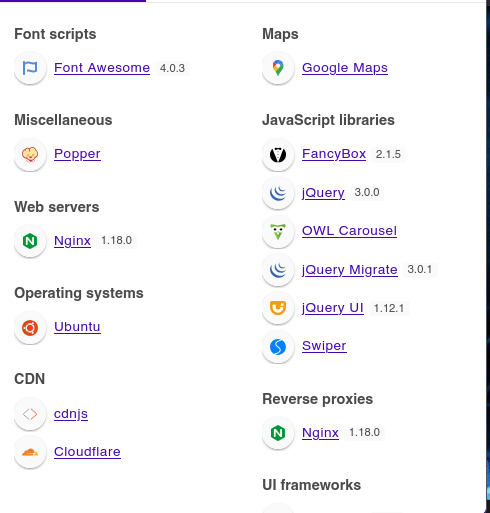 Font scripts
Font Awesome 4.0.3
Miscellaneous
Popper
Web servers
Nginx 1.18.0
Operating systems
Ubuntu
CDN
cdnjs
Cloudflare
Maps
Google Maps
JavaScript libraries
FancyBox 2.1.5
jQuery 3.0.0
OWL Carousel
jQuery Migrate 3.0.1
jQuery UI 1.12.1
Swiper
Reverse proxies
Nginx 1.18.0
UI frameworks